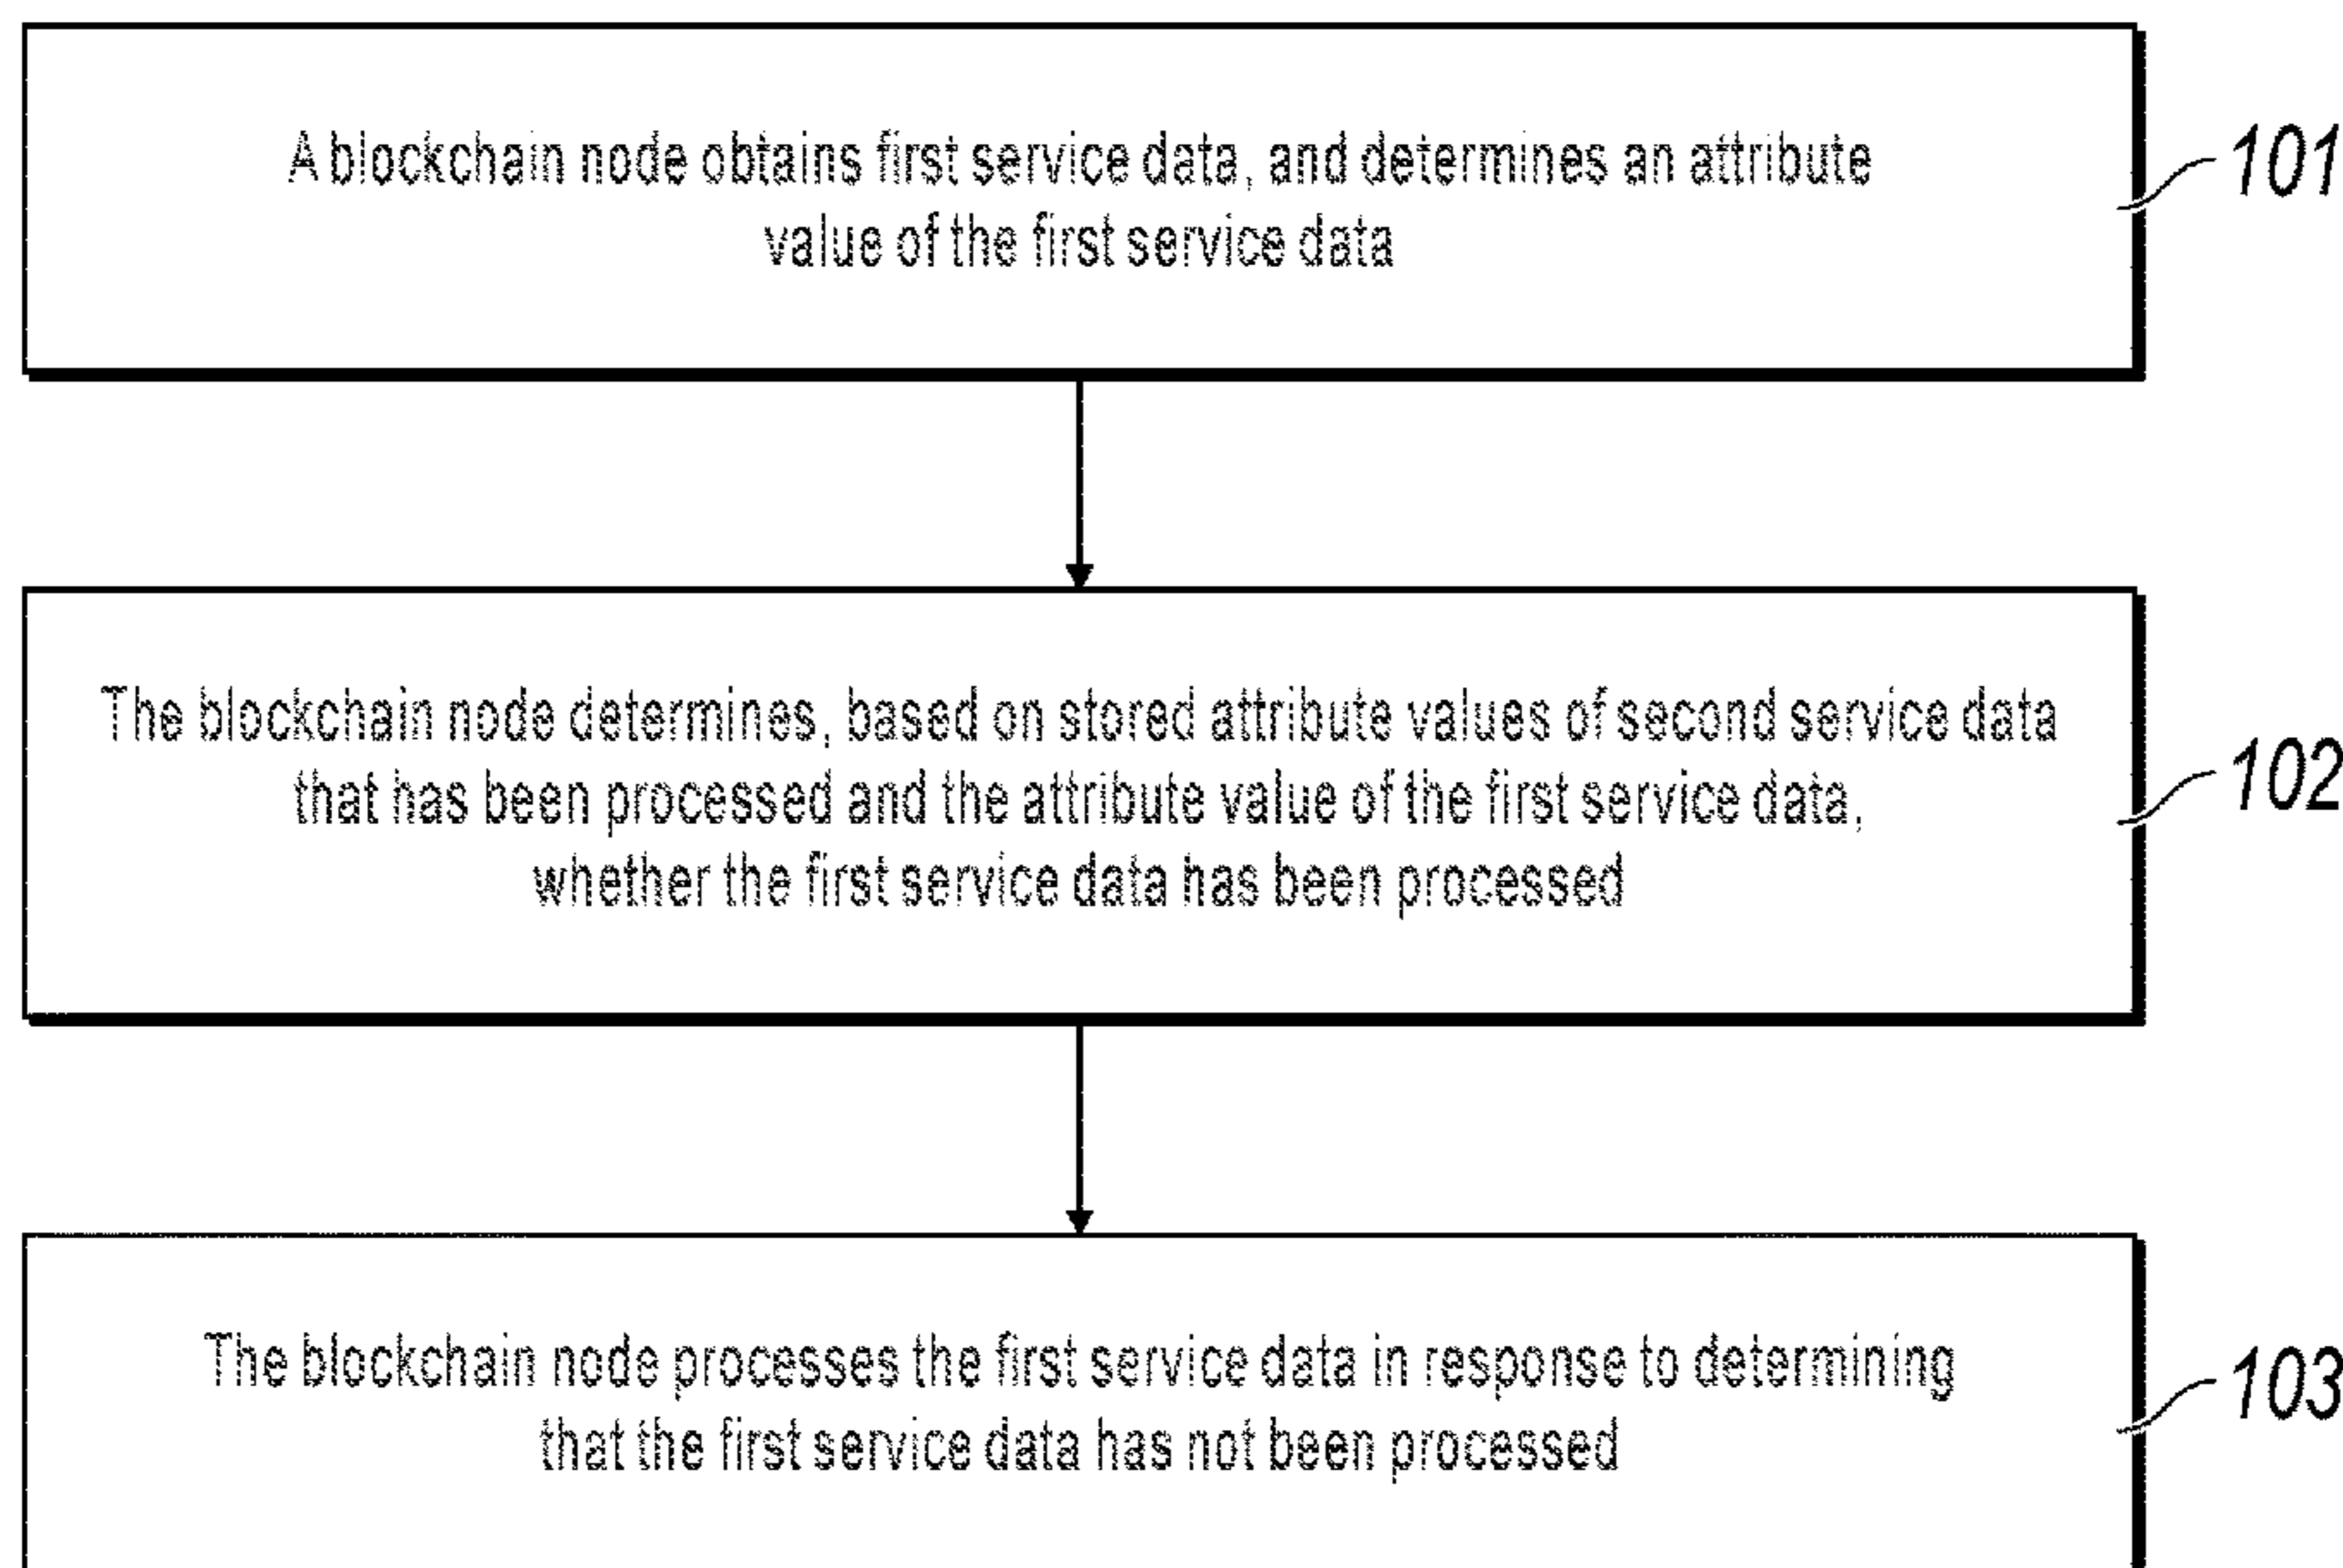 A blockchain node obtains first service data, and determines an attribute
value of the first service data
101
The blockchain node determines, based on stored attribute values of second service data
that has been processed and the attribute value of the first service data,
whether the first service data has been processed
102
The blockchain node processes the first service data in response to determining
that the first service data has not been processed
103